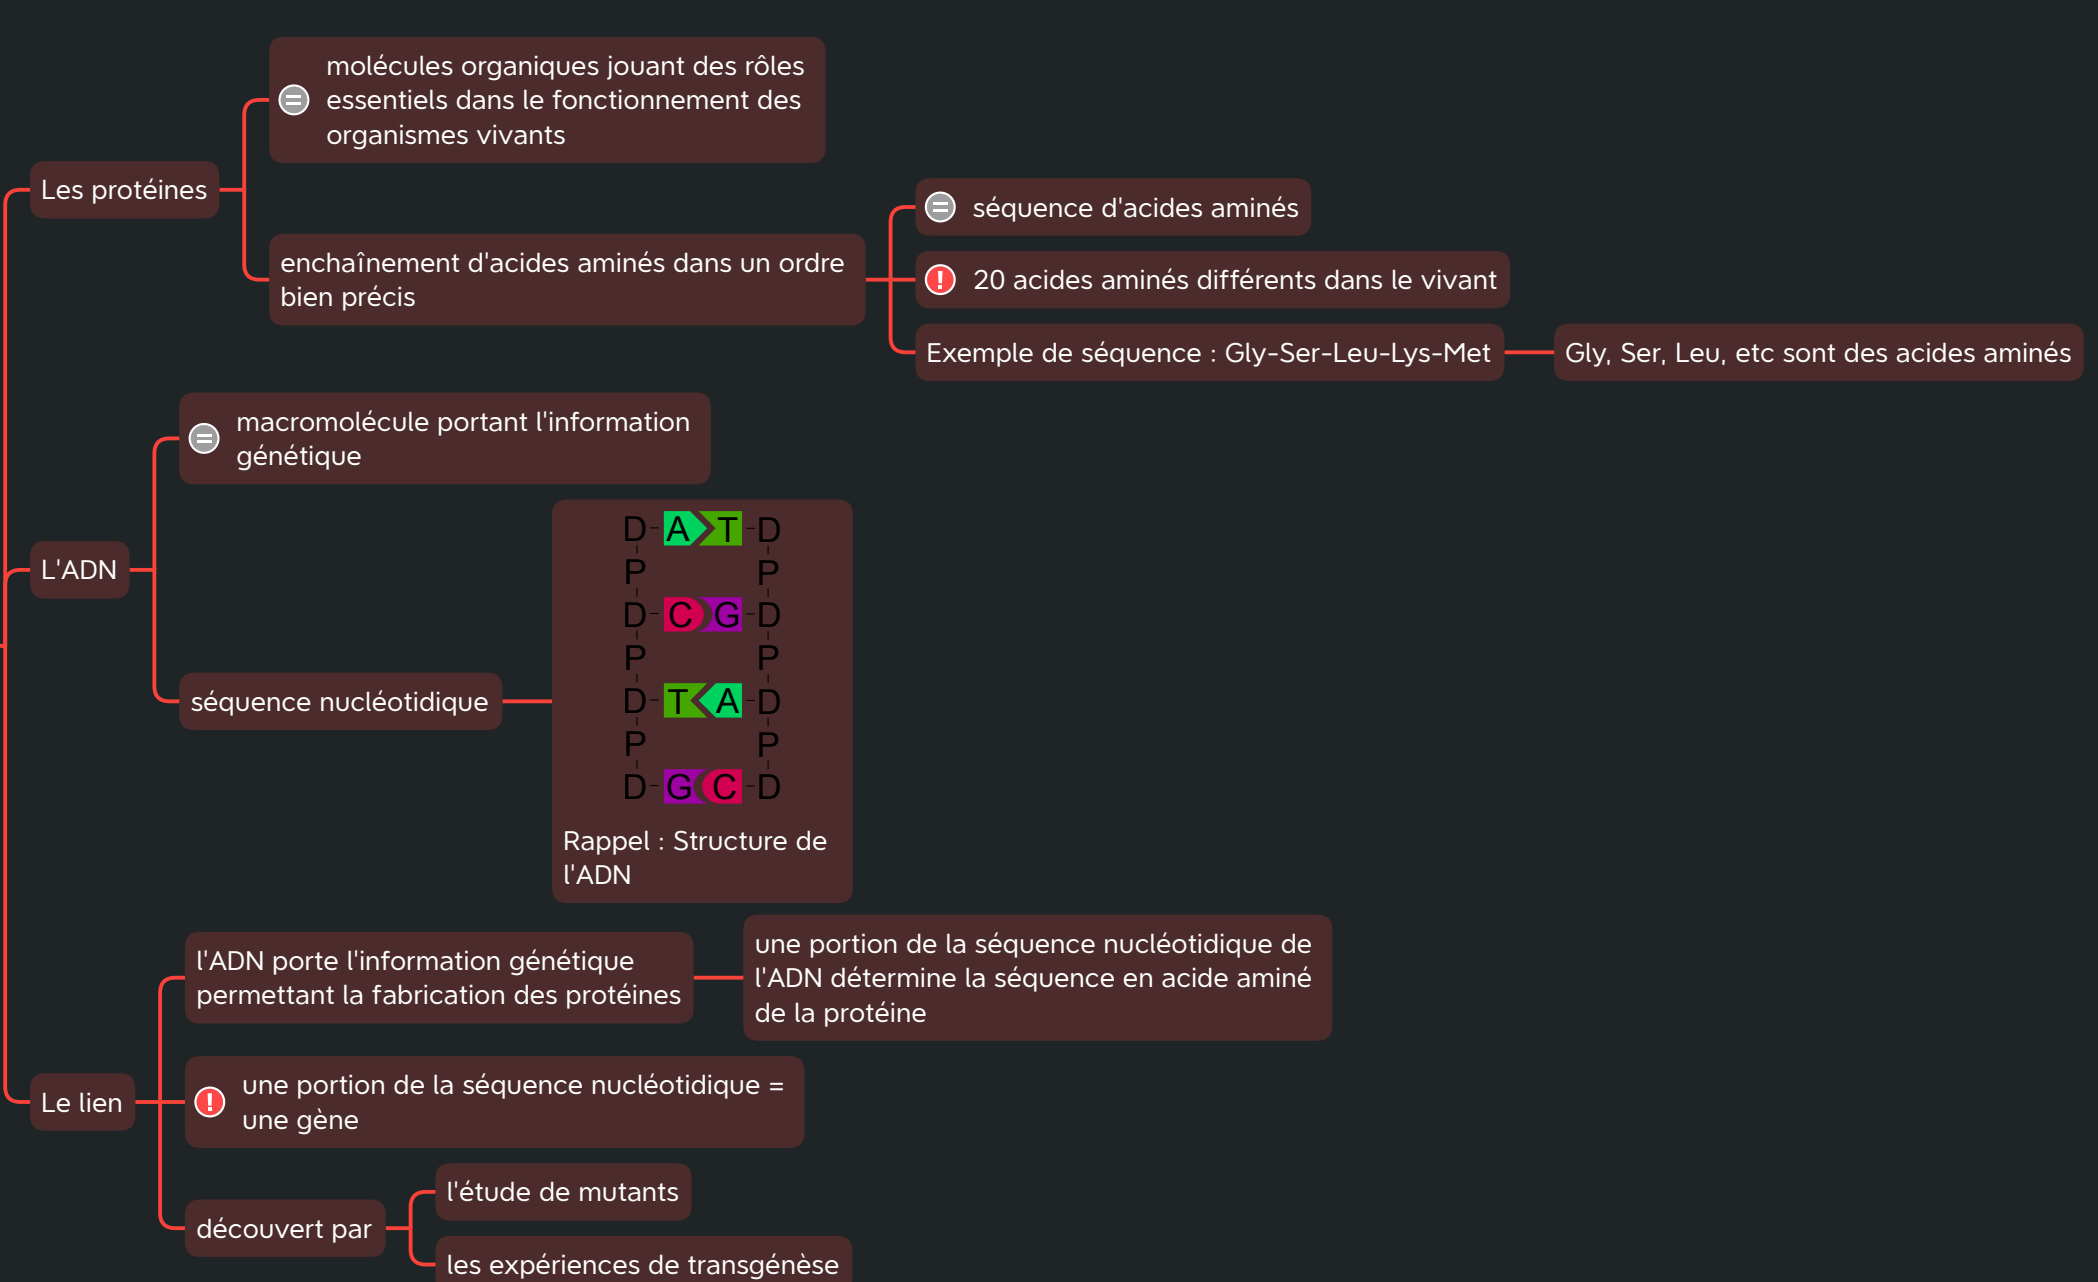 molécules organiques jouant des rôles
essentiels dans le fonctionnement des
organismes vivants
Les protéines
enchaînement d'acides aminés dans un ordre
bien précis
séquence d'acides aminés
20 acides aminés différents dans le vivant
Exemple de séquence : Gly-Ser-Leu-Lys-Met
Gly, Ser, Leu, etc sont des acides aminés
L'ADN
macromolécule portant l'information
génétique
séquence nucléotidique
D-A T-D
P P
D-C G-D
P P
D-T A-D
P P
D-G C-D
Rappel : Structure de
l'ADN
Le lien
l'ADN porte l'information génétique
permettant la fabrication des protéines
une portion de la séquence nucléotidique de
l'ADN détermine la séquence en acide aminé
de la protéine
une portion de la séquence nucléotidique =
une gène
découvert par
l'étude de mutants
les expériences de transgénèse